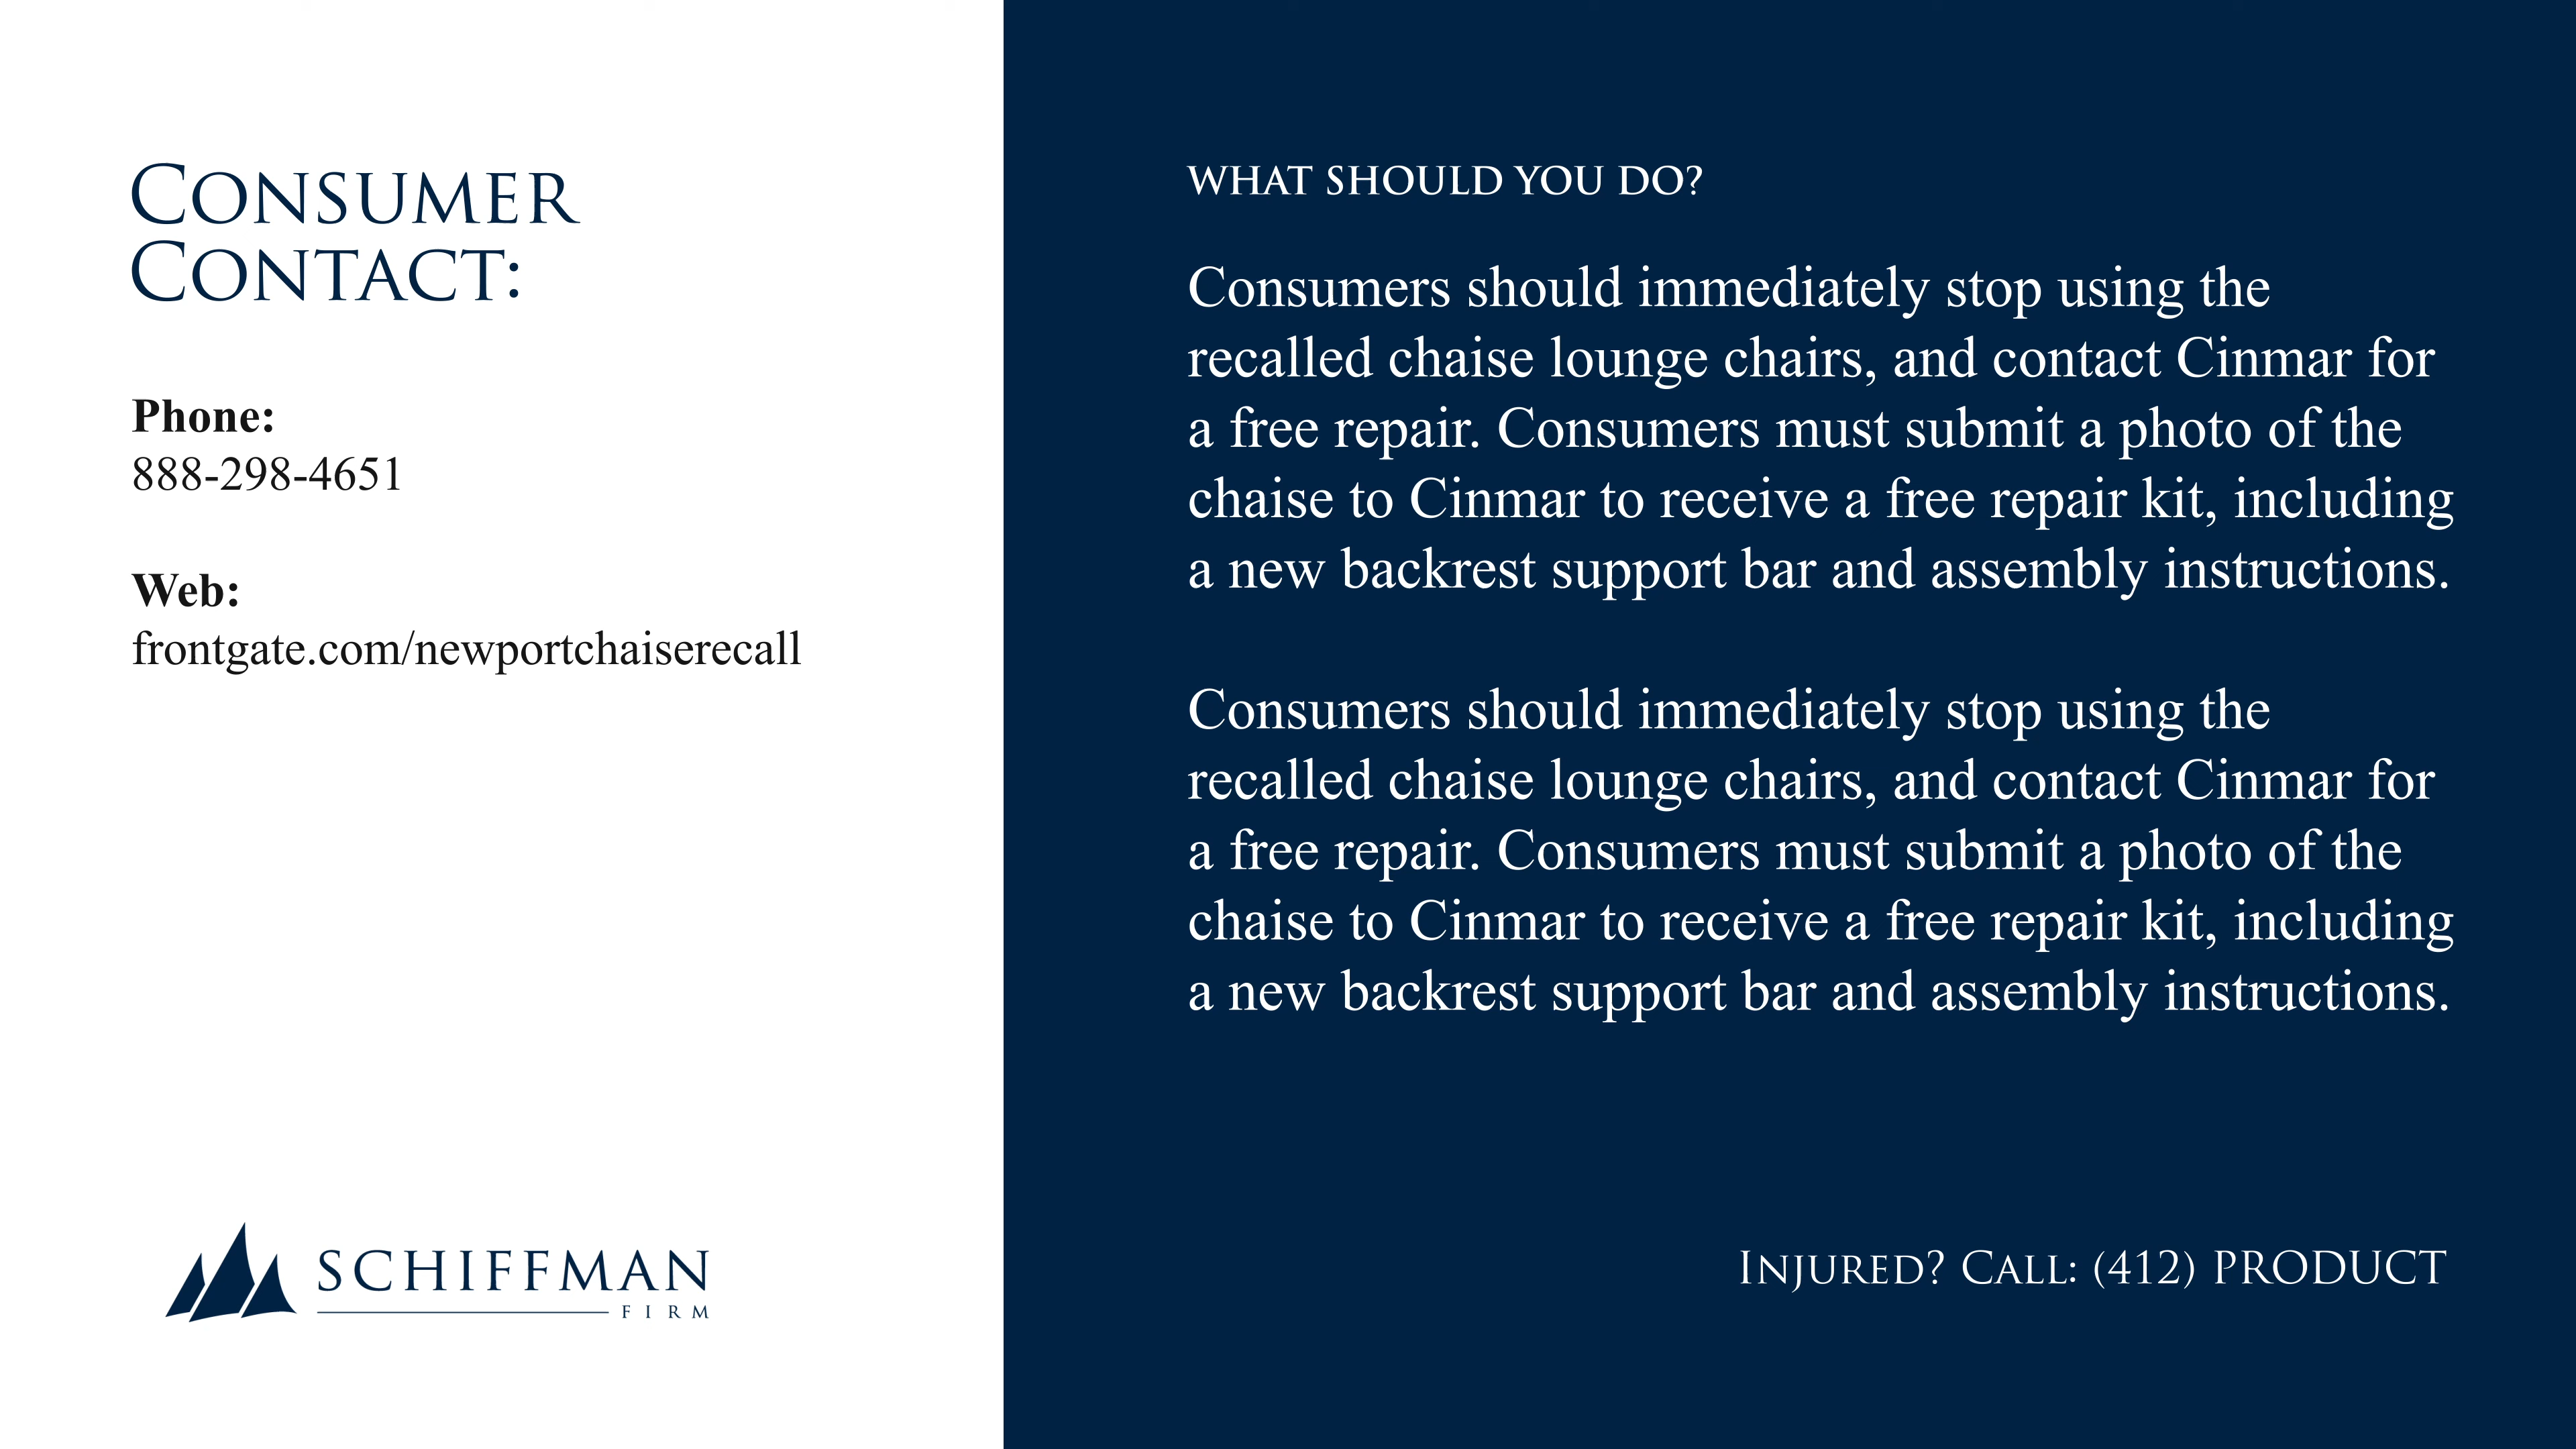 Consumer
Contact:
Phone:
888-298-4651
Web:
frontgate.com/newportchaiserecall
SCHIFFMAN
FIRM
WHAT SHOULD YOU DO?
Consumers should immediately stop using the
recalled chaise lounge chairs, and contact Cinmar for
a free repair. Consumers must submit a photo of the
chaise to Cinmar to receive a free repair kit, including
a new backrest support bar and assembly instructions.
Consumers should immediately stop using the
recalled chaise lounge chairs, and contact Cinmar for
a free repair. Consumers must submit a photo of the
chaise to Cinmar to receive a free repair kit, including
a new backrest support bar and assembly instructions.
Injured? Call: (412) PRODUCT